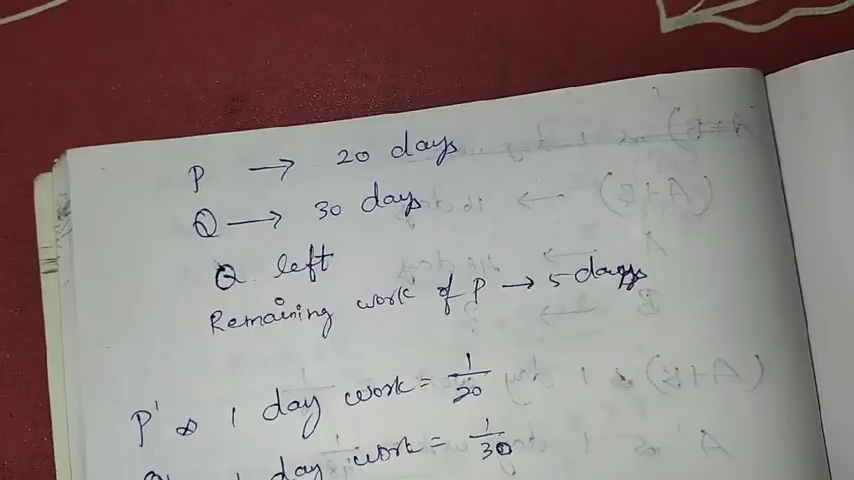 P → 20 days
Q → 30 days
Q left
Remaining work of P → 5 days
P's 1 day work = 1/20
1 day work = 1/30